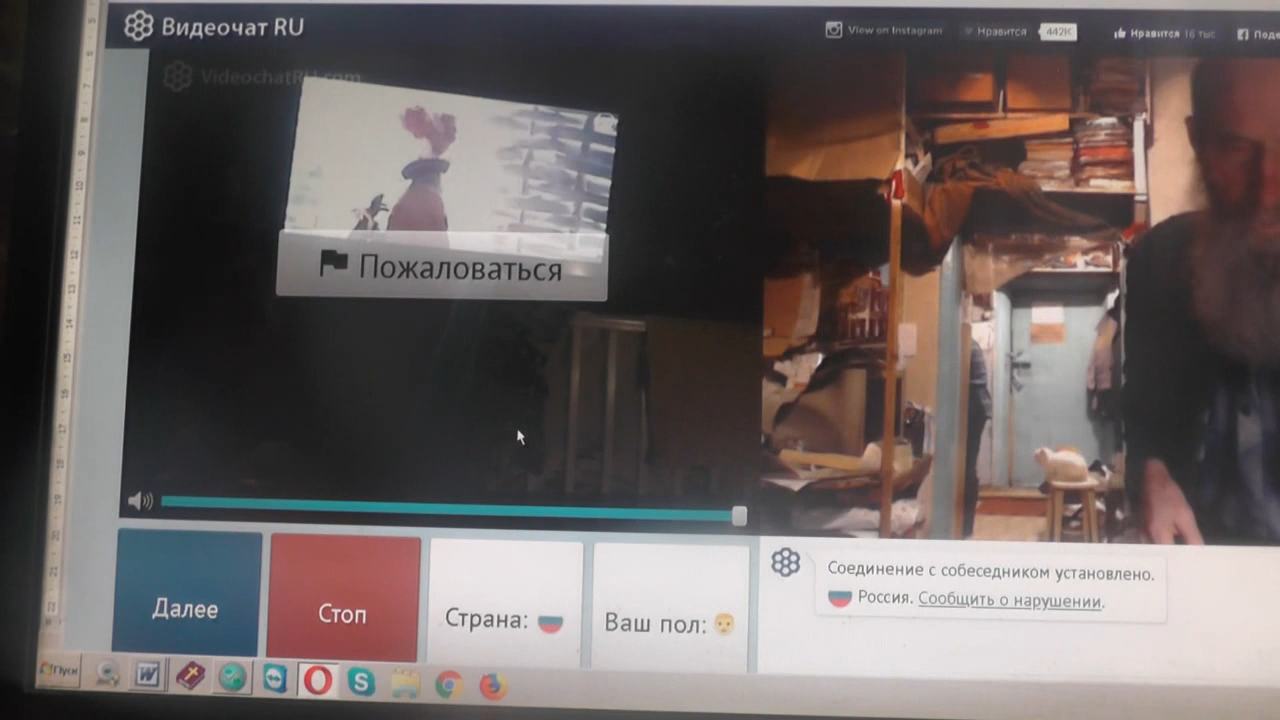 Видеочат RU
View on Instagram
Нравится 442K
Нравится 16 тыс
VideochatRU.com
Пожаловаться
Далее
Стоп
Страна:
Ваш пол:
Соединение с собеседником установлено.
Россия. Сообщить о нарушении.
Пуск